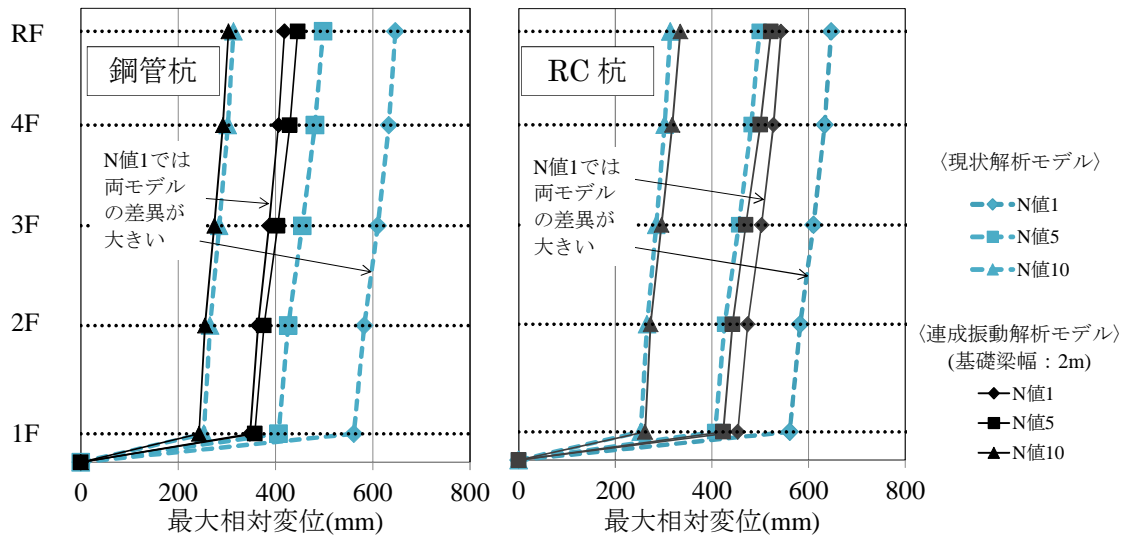 RF
4F
3F
2F
1F
鋼管杭
N値1では
両モデル
の差異が
大きい
0
200
400
600
800
最大相対変位(mm)
RC 杭
N値1では
両モデル
の差異が
大きい
0
200
400
600
800
最大相対変位(mm)
〈現状解析モデル〉
N値1
N値5
N値10
〈連成振動解析モデル〉
(基礎梁幅：2m)
N値1
N値5
N値10